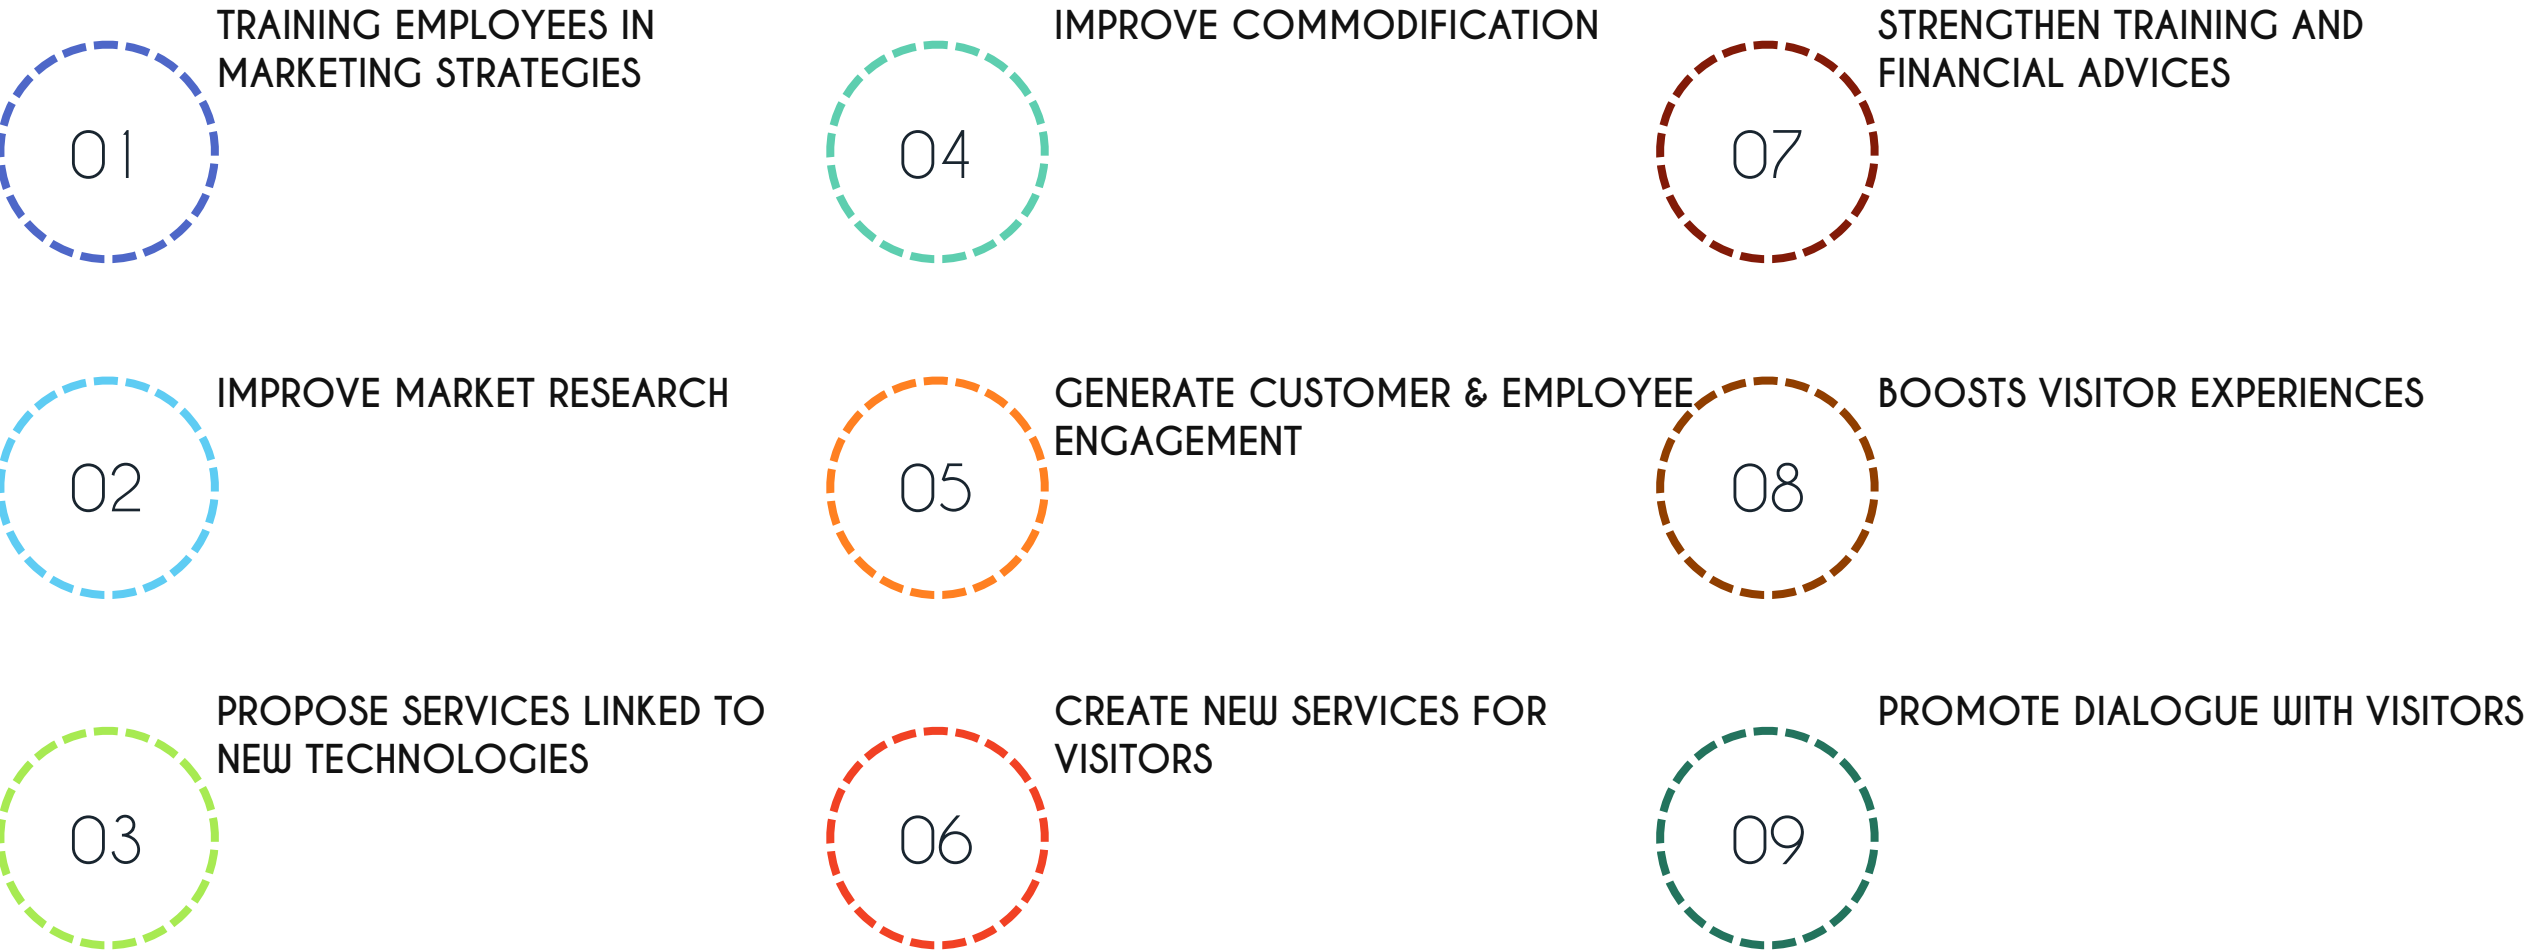 01
TRAINING EMPLOYEES IN
MARKETING STRATEGIES
02
IMPROVE MARKET RESEARCH
03
PROPOSE SERVICES LINKED TO
NEW TECHNOLOGIES
04
IMPROVE COMMODIFICATION
05
GENERATE CUSTOMER & EMPLOYEE
ENGAGEMENT
06
CREATE NEW SERVICES FOR
VISITORS
07
STRENGTHEN TRAINING AND
FINANCIAL ADVICES
08
BOOSTS VISITOR EXPERIENCES
09
PROMOTE DIALOGUE WITH VISITORS